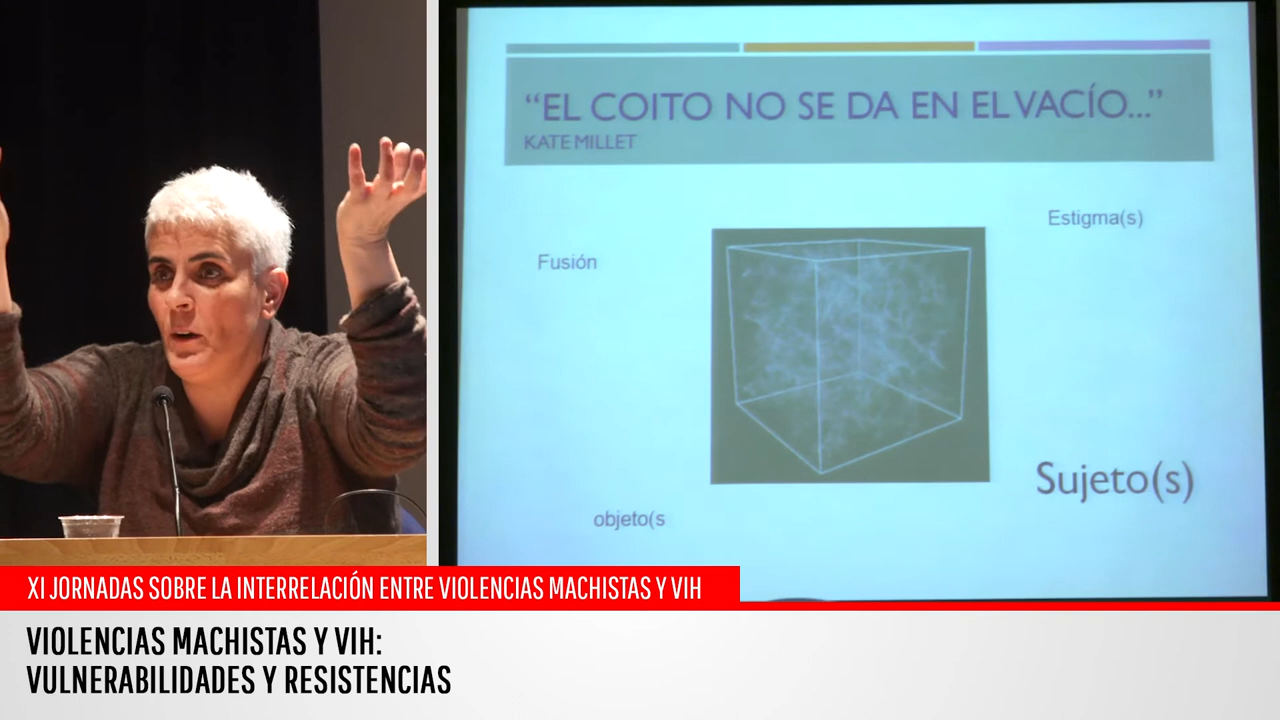 “EL COITO NO SE DA EN EL VACÍO...”
KATE MILLET
Estigma(s)
Fusión
Sujeto(s)
objeto(s
XI JORNADAS SOBRE LA INTERRELACIÓN ENTRE VIOLENCIAS MACHISTAS Y VIH
VIOLENCIAS MACHISTAS Y VIH:
VULNERABILIDADES Y RESISTENCIAS